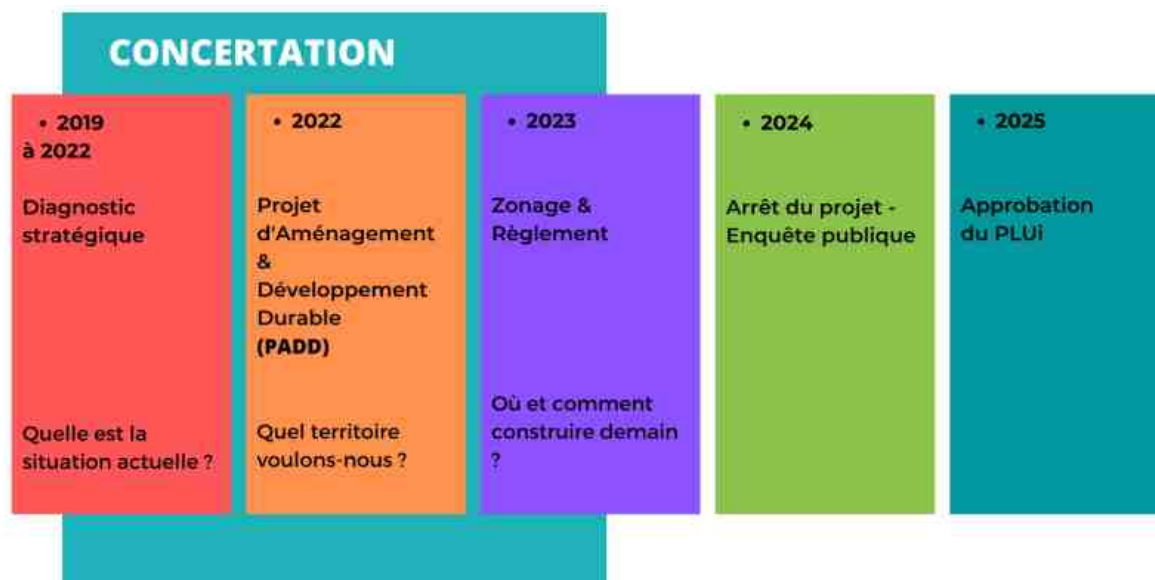 CONCERTATION
• 2019
à 2022
Diagnostic
stratégique
Quelle est la
situation actuelle ?
• 2022
Projet
d'Aménagement
&
Développement
Durable
(PADD)
Quel territoire
voulons-nous ?
• 2023
Zonage &
Règlement
Où et comment
construire demain
?
• 2024
Arrêt du projet -
Enquête publique
• 2025
Approbation
du PLUi